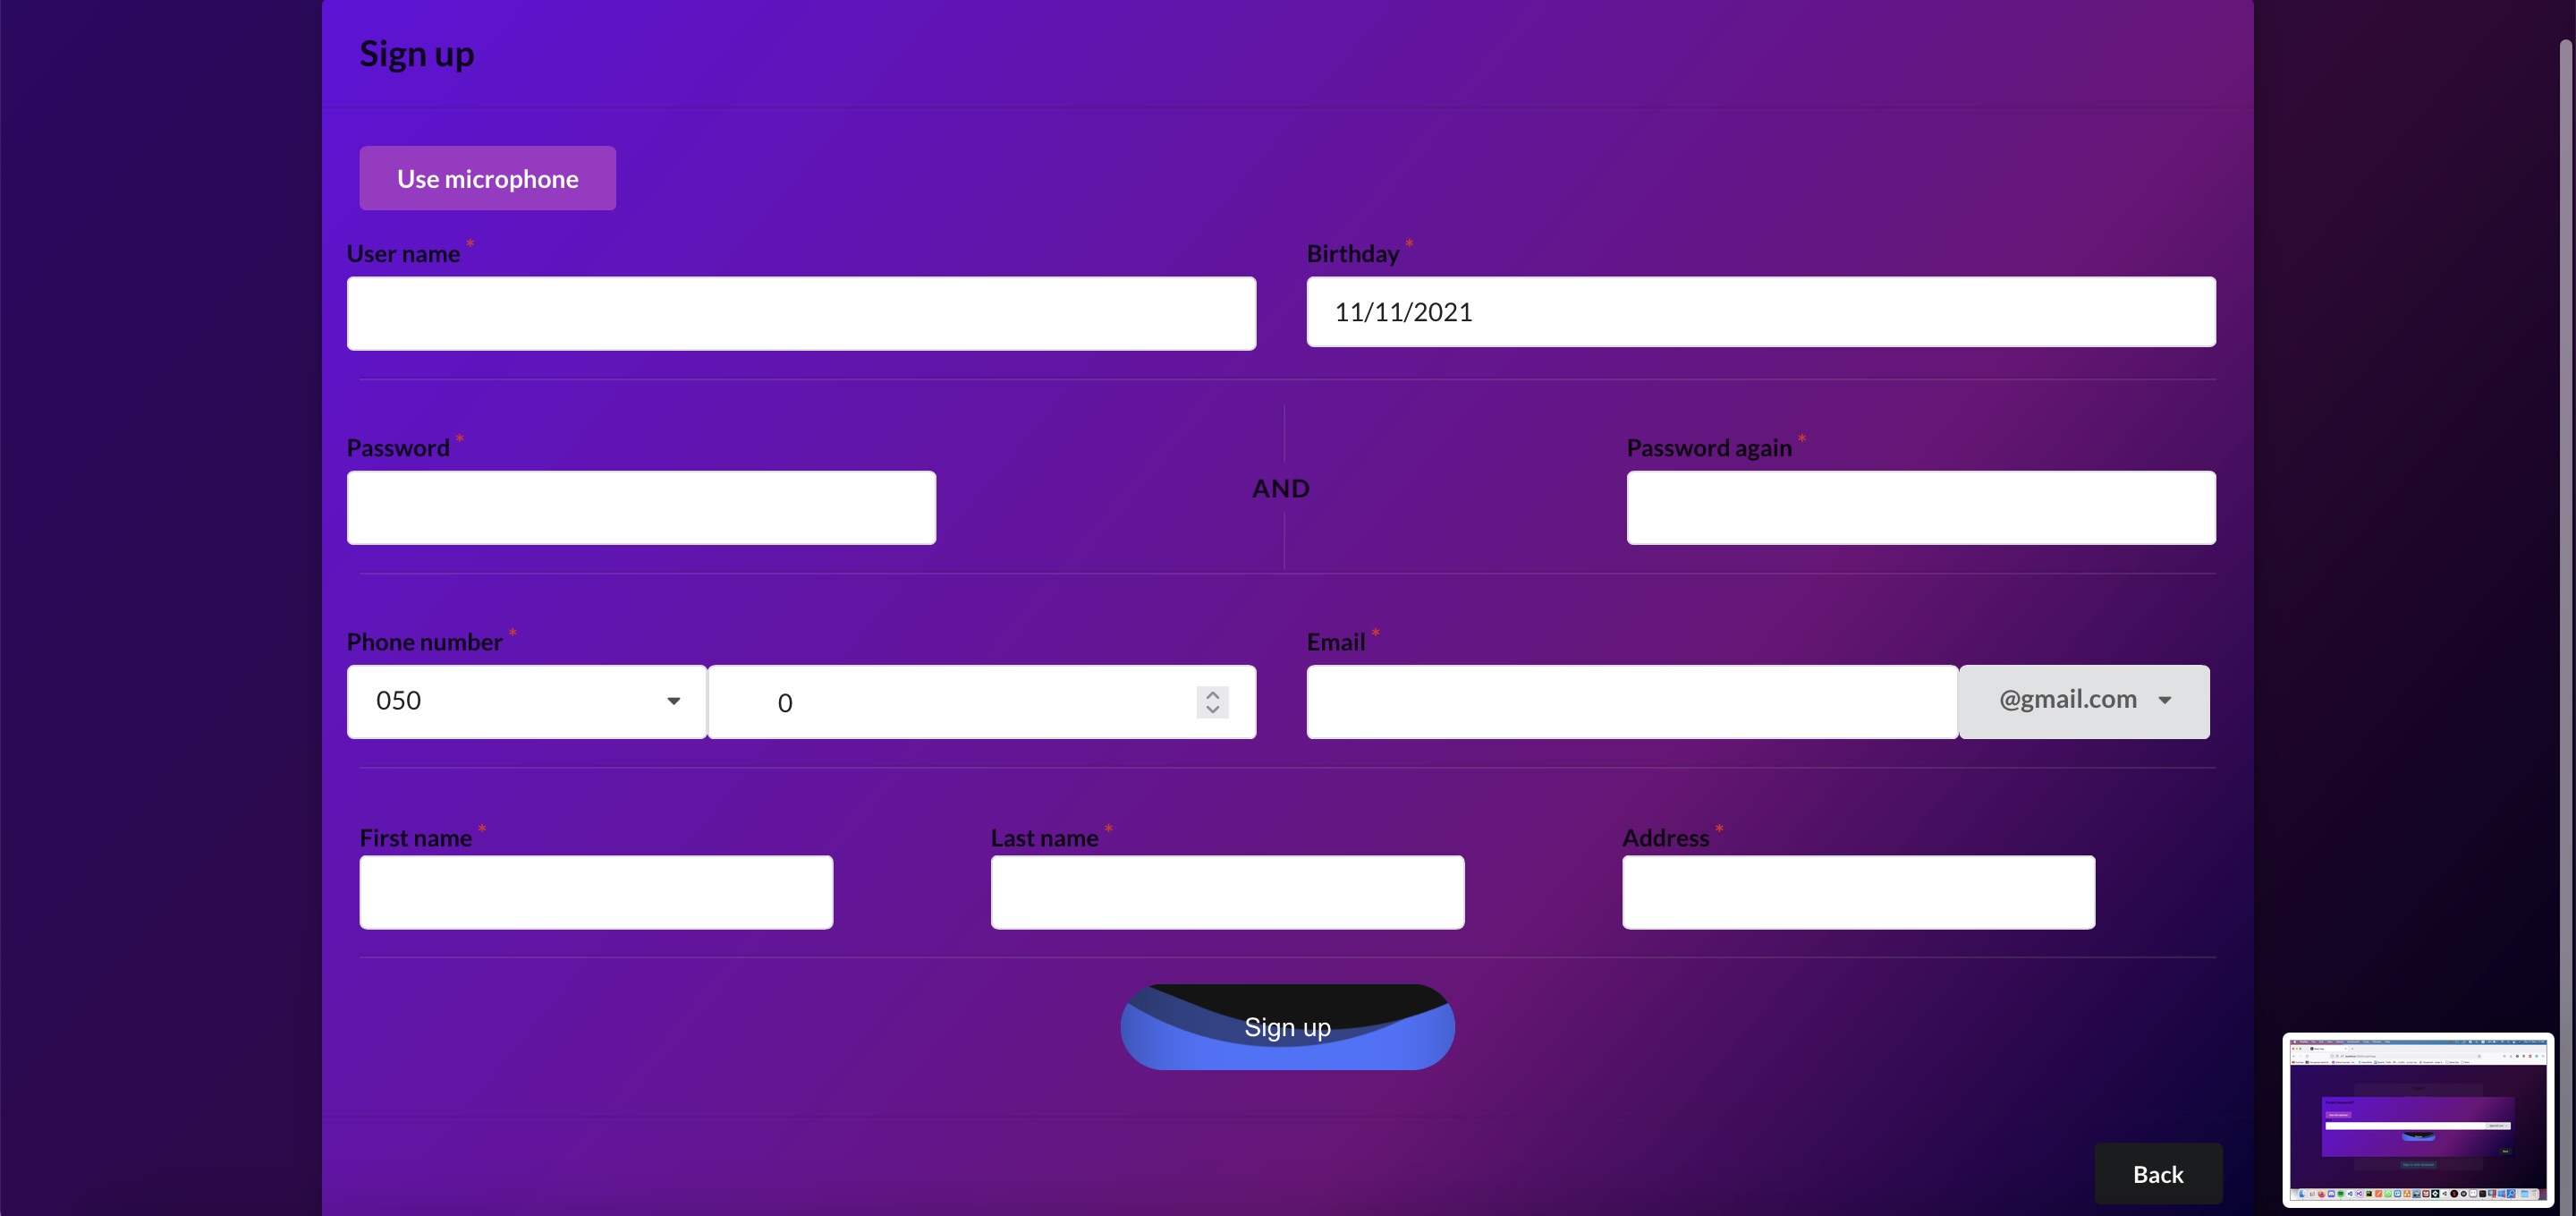 Sign up
Use microphone
User name *
Birthday *
11/11/2021
Password *
AND
Password again *
Phone number *
Email *
050
0
@gmail.com
First name *
Last name *
Address *
Sign up
Back